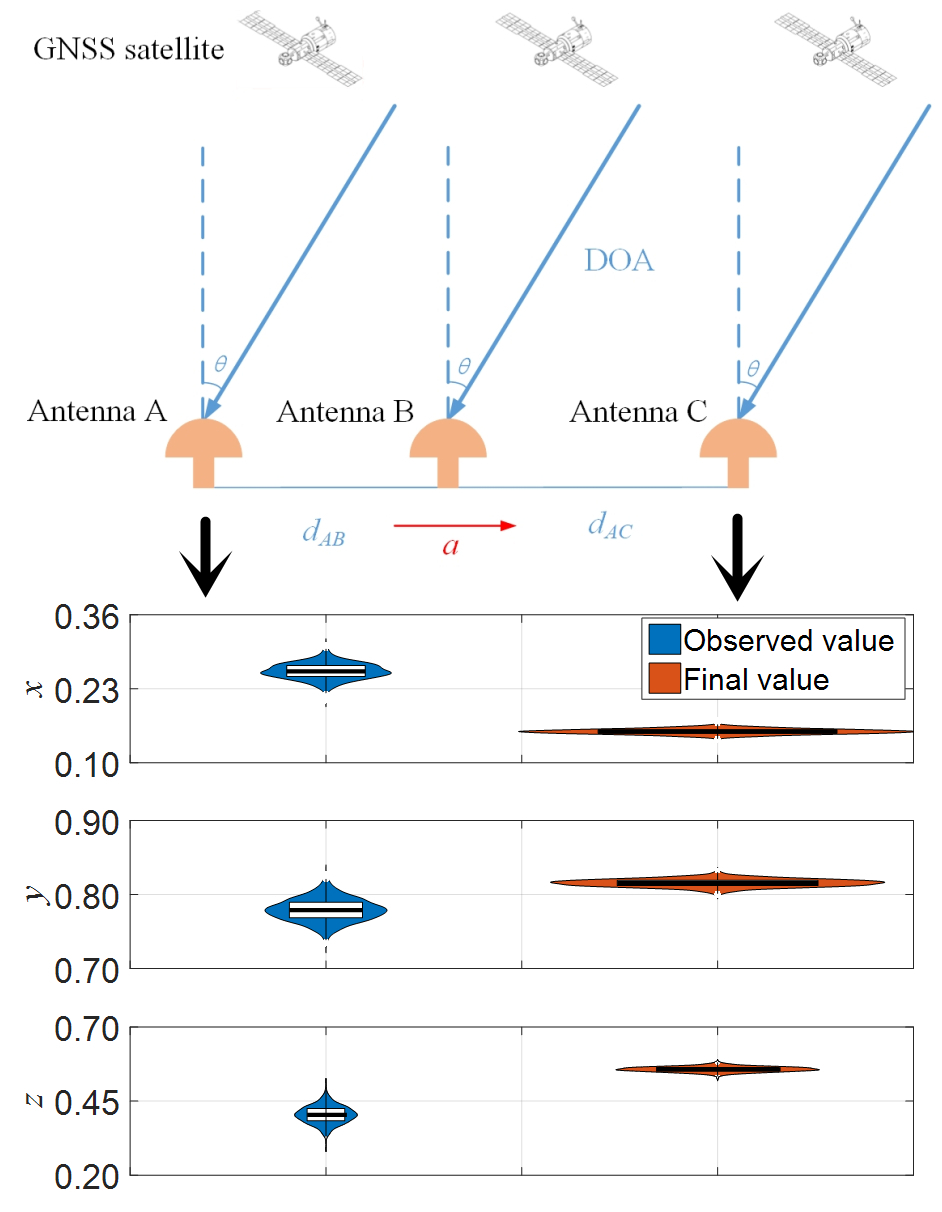 GNSS satellite
DOA
θ
θ
θ
Antenna A
Antenna B
Antenna C
d_AB
a
d_AC
0.36
x
0.23
0.10
Observed value
Final value
0.90
y
0.80
0.70
0.70
z
0.45
0.20